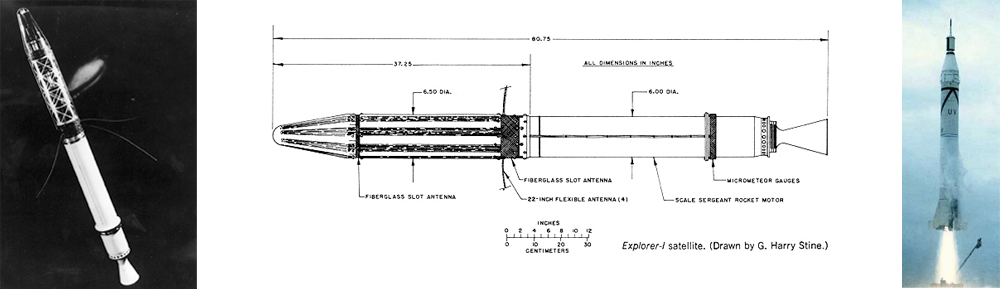 80.75
37.25
ALL DIMENSIONS IN INCHES
6.50 DIA.
6.00 DIA.
FIBERGLASS SLOT ANTENNA
MICROMETEOR GAUGES
FIBERGLASS SLOT ANTENNA
22-INCH FLEXIBLE ANTENNA (4)
SCALE SERGEANT ROCKET MOTOR
INCHES
0 2 4 6 8 10 12
0 10 20 30
CENTIMETERS
Explorer-I satellite. (Drawn by G. Harry Stine.)
UV